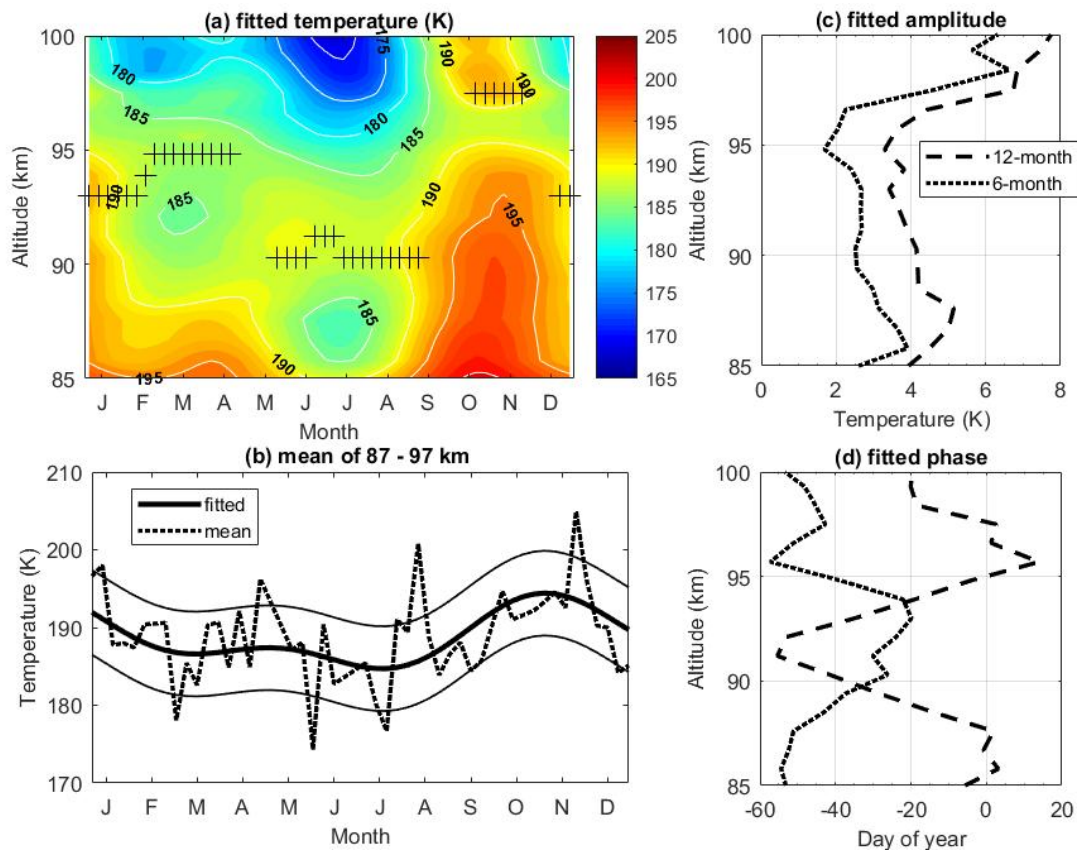 (a) fitted temperature (K)
100
95
90
85
Altitude (km)
180
185
190
185
175
180
185
190
190
190
195
185
190
195
J F M A M J J A S O N D
Month
205
200
195
190
185
180
175
170
165
(c) fitted amplitude
100
95
90
85
Altitude (km)
12-month
6-month
0 2 4 6 8
Temperature (K)
(b) mean of 87 - 97 km
210
200
190
180
170
Temperature (K)
fitted
mean
J F M A M J J A S O N D
Month
(d) fitted phase
100
95
90
85
Altitude (km)
-60 -40 -20 0 20
Day of year